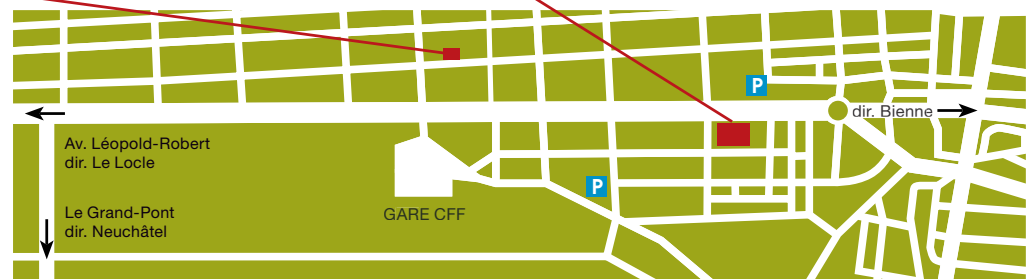 P
dir. Bienne
Av. Léopold-Robert
dir. Le Locle
P
Le Grand-Pont
dir. Neuchâtel
GARE CFF